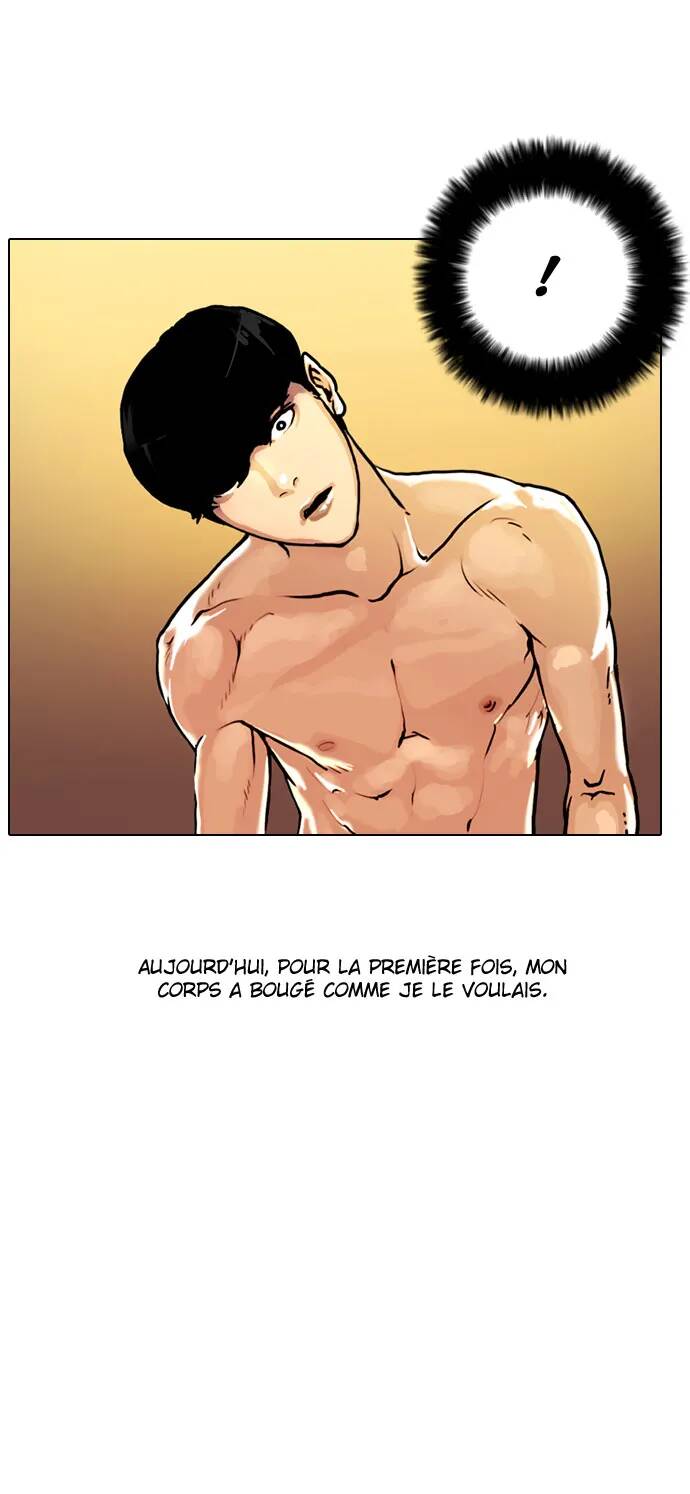 !
AUJOURD'HUI, POUR LA PREMIÈRE FOIS, MON
CORPS A BOUGÉ COMME JE LE VOULAIS.